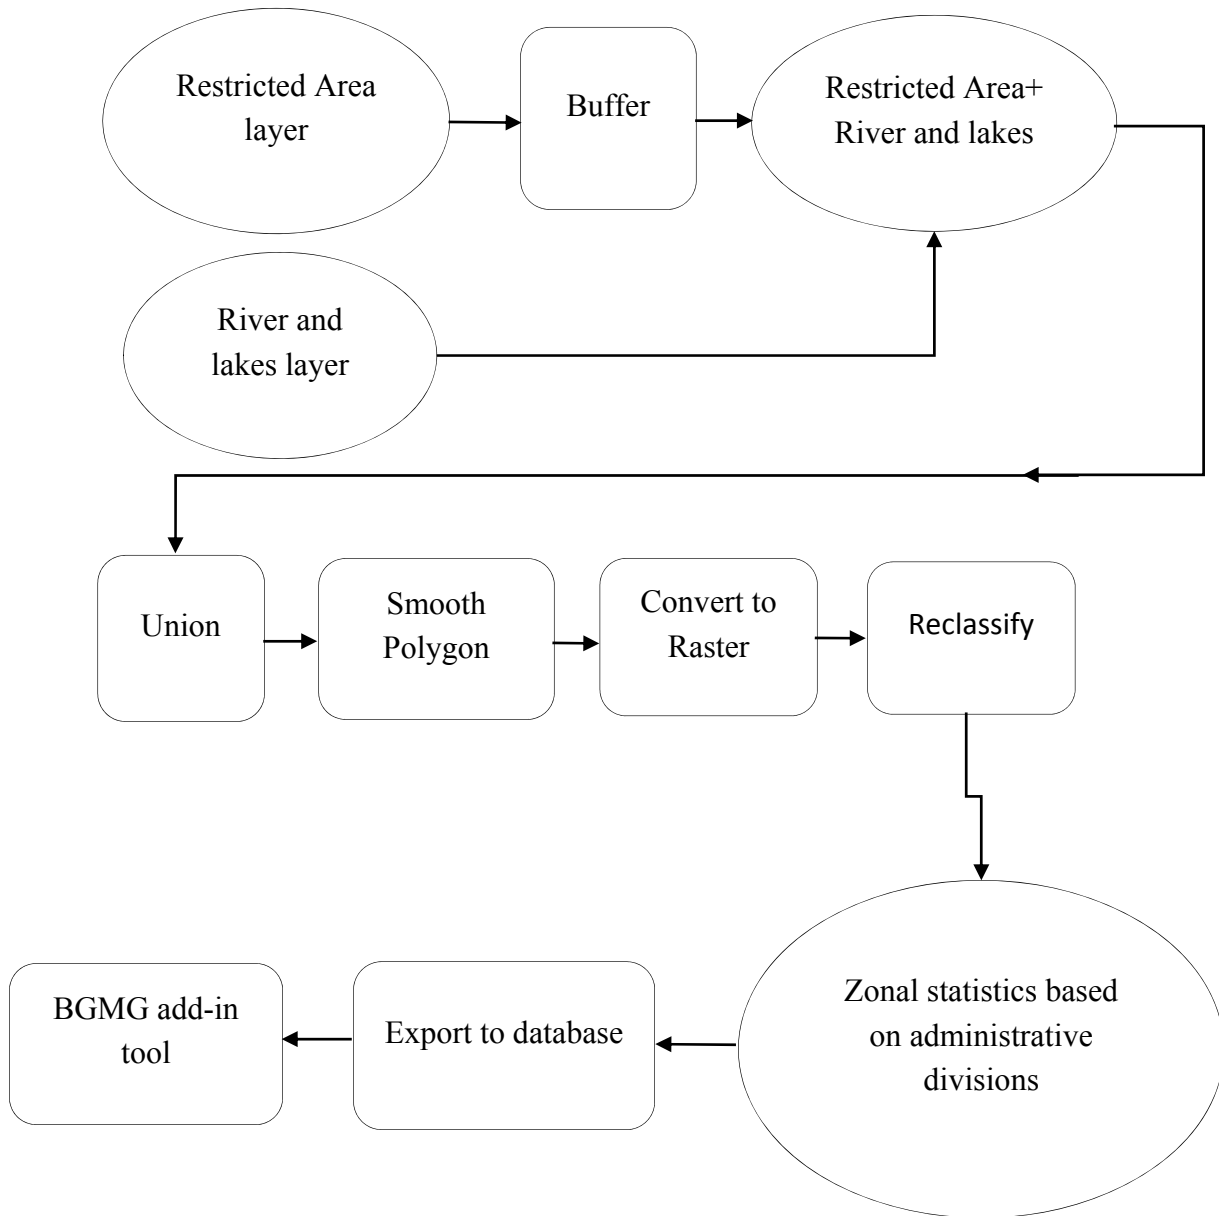 Restricted Area
layer
Buffer
Restricted Area+
River and lakes
River and
lakes layer
Union
Smooth
Polygon
Convert to
Raster
Reclassify
Zonal statistics based
on administrative
divisions
Export to database
BGMG add-in
tool